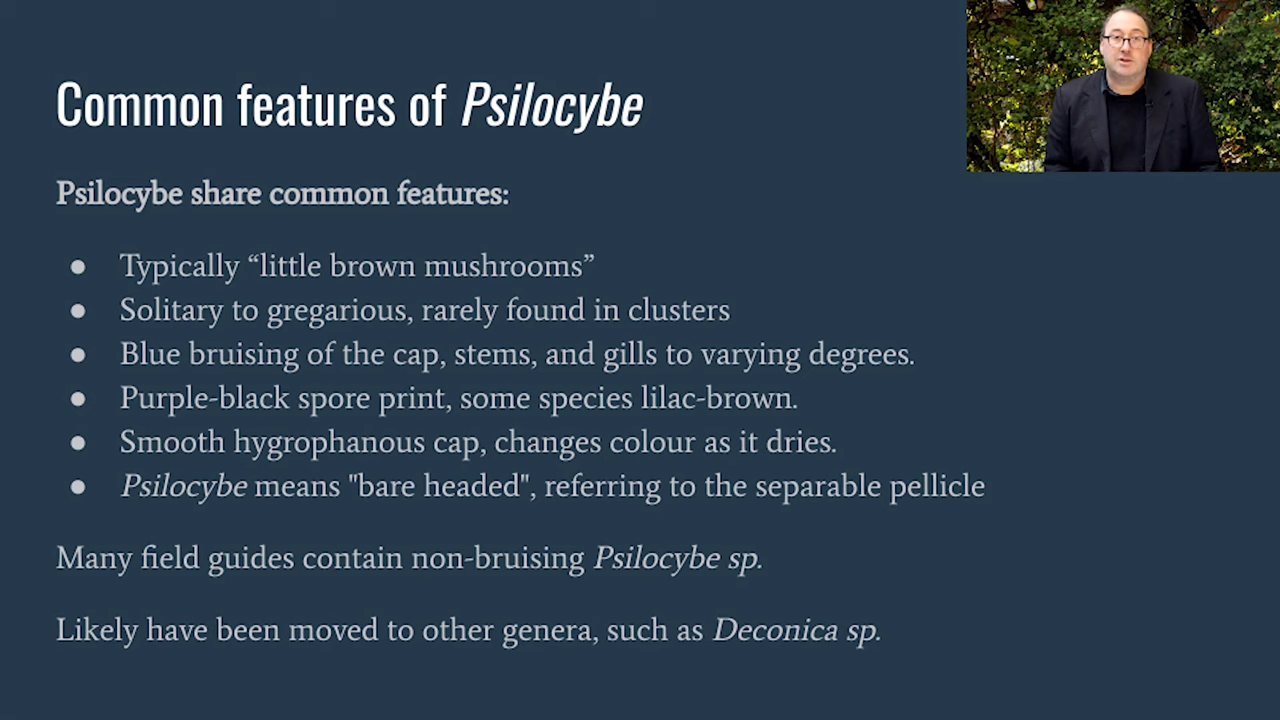 Common features of Psilocybe
Psilocybe share common features:
● Typically “little brown mushrooms”
● Solitary to gregarious, rarely found in clusters
● Blue bruising of the cap, stems, and gills to varying degrees.
● Purple-black spore print, some species lilac-brown.
● Smooth hygrophanous cap, changes colour as it dries.
● Psilocybe means "bare headed", referring to the separable pellicle
Many field guides contain non-bruising Psilocybe sp.
Likely have been moved to other genera, such as Deconica sp.